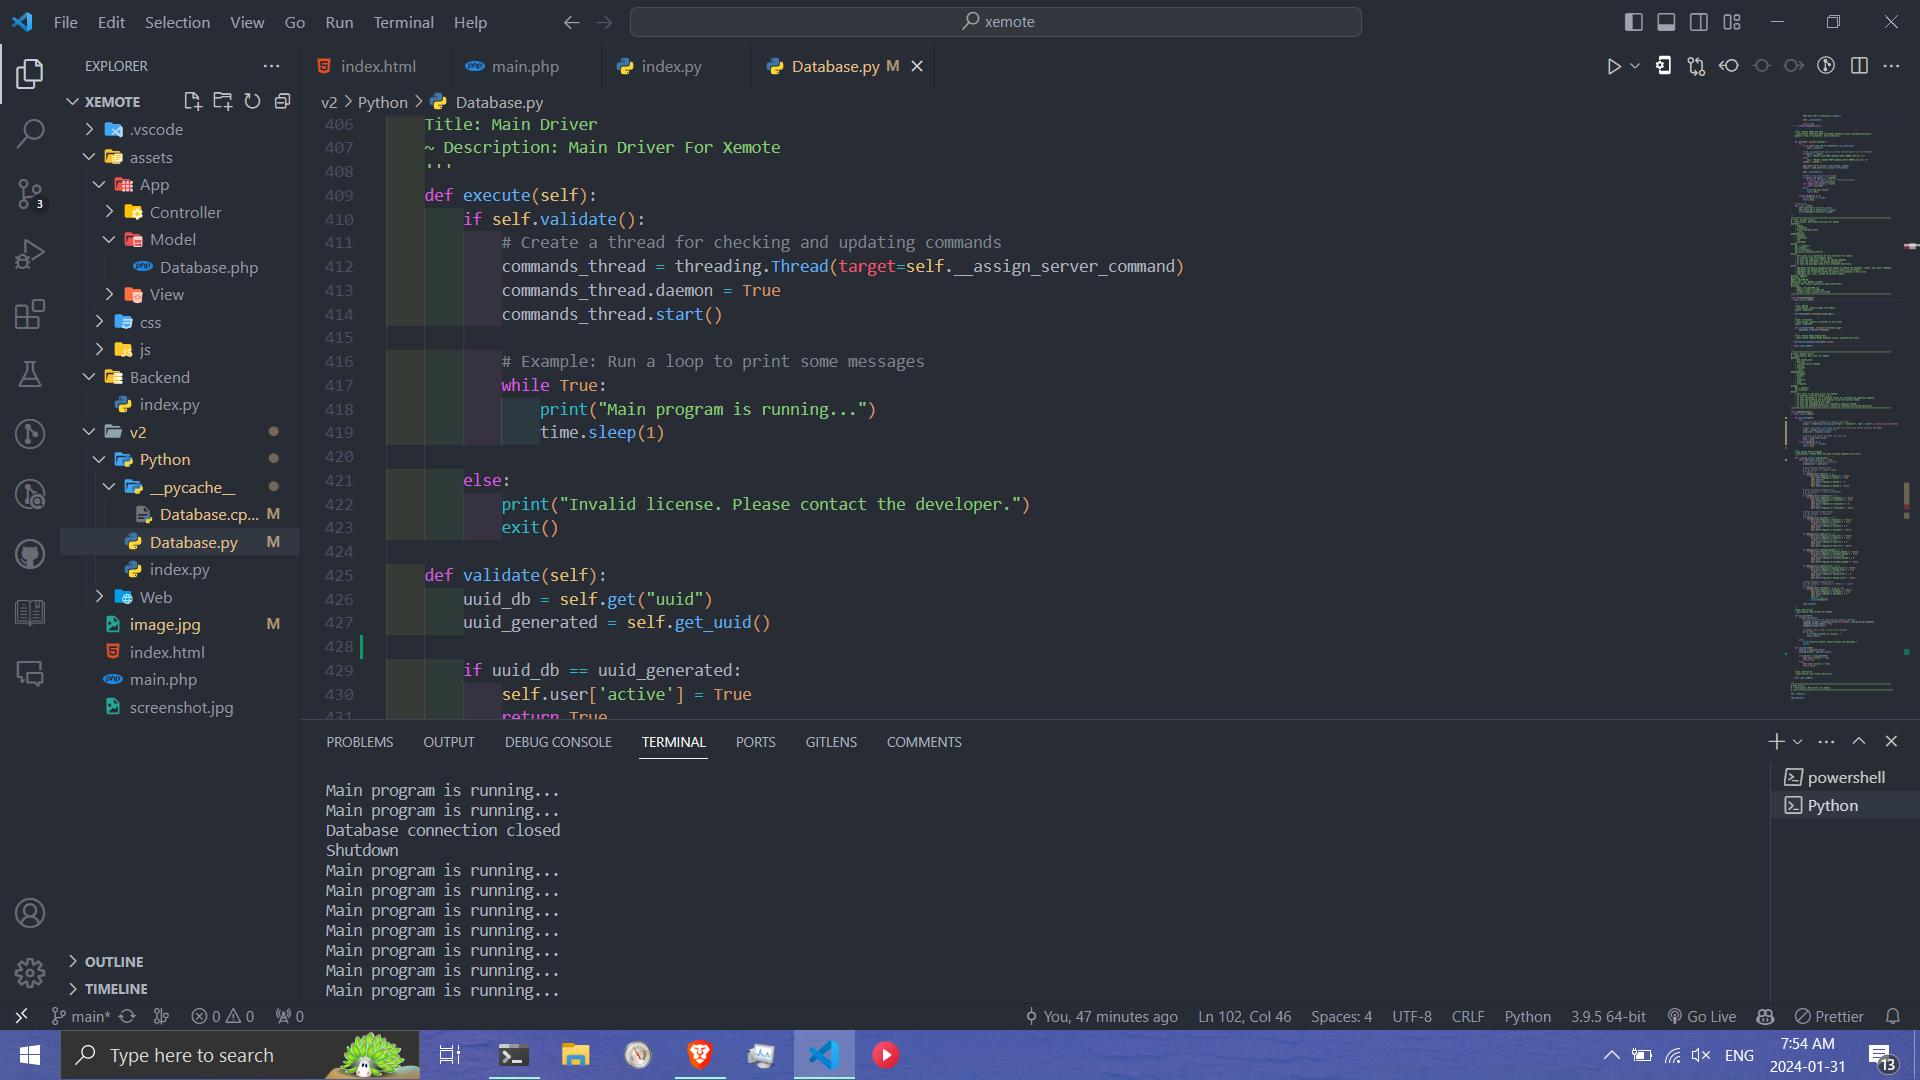 File Edit Selection View Go Run Terminal Help
xemote
EXPLORER
XEMOTE
.vscode
assets
App
Controller
Model
Database.php
View
css
js
Backend
index.py
v2
Python
__pycache__
Database.cp... M
Database.py M
index.py
Web
image.jpg M
index.html
main.php
screenshot.jpg
OUTLINE
TIMELINE
3
index.html main.php index.py Database.py M
v2 > Python > Database.py
406 Title: Main Driver
407 ~ Description: Main Driver For Xemote
408 '''
409 def execute(self):
410 if self.validate():
411 # Create a thread for checking and updating commands
412 commands_thread = threading.Thread(target=self.__assign_server_command)
413 commands_thread.daemon = True
414 commands_thread.start()
415
416 # Example: Run a loop to print some messages
417 while True:
418 print("Main program is running...")
419 time.sleep(1)
420
421 else:
422 print("Invalid license. Please contact the developer.")
423 exit()
424
425 def validate(self):
426 uuid_db = self.get("uuid")
427 uuid_generated = self.get_uuid()
428
429 if uuid_db == uuid_generated:
430 self.user['active'] = True
431 return True
PROBLEMS OUTPUT DEBUG CONSOLE TERMINAL PORTS GITLENS COMMENTS
Main program is running...
Main program is running...
Database connection closed
Shutdown
Main program is running...
Main program is running...
Main program is running...
Main program is running...
Main program is running...
Main program is running...
Main program is running...
powershell
Python
main* 0 0 0
You, 47 minutes ago Ln 102, Col 46 Spaces: 4 UTF-8 CRLF Python 3.9.5 64-bit Go Live Prettier
Type here to search
ENG
7:54 AM
2024-01-31
13